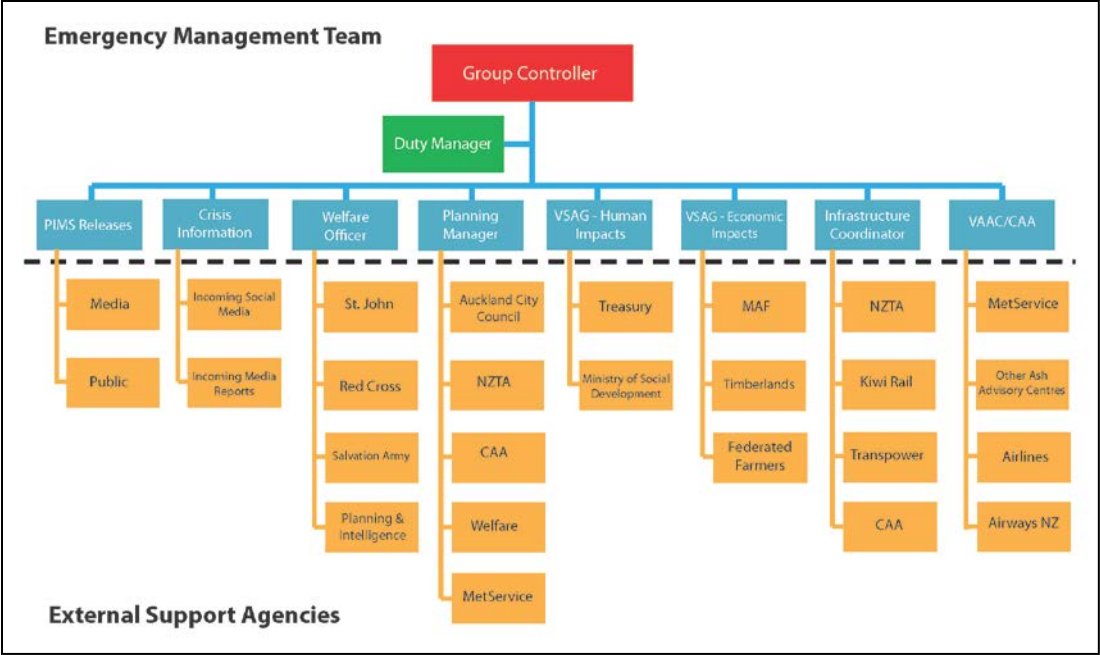 Emergency Management Team
Group Controller
Duty Manager
PIMS Releases
Crisis
Information
Welfare
Officer
Planning
Manager
VSAG - Human
Impacts
VSAG - Economic
Impacts
Infrastructure
Coordinator
VAAC/CAA
Media
Public
Incoming Social
Media
Incoming Media
Reports
St. John
Red Cross
Salvation Army
Planning &
Intelligence
Auckland City
Council
NZTA
CAA
Welfare
MetService
Treasury
Ministry of Social
Development
MAF
Timberlands
Federated
Farmers
NZTA
Kiwi Rail
Transpower
CAA
MetService
Other Ash
Advisory Centres
Airlines
Airways NZ
External Support Agencies